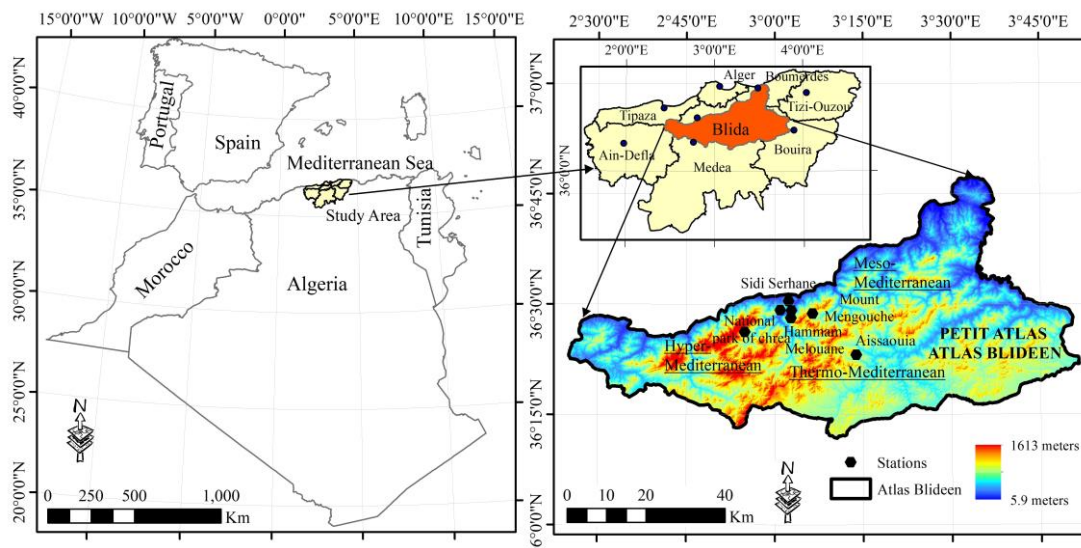 15°0'0"W 10°0'0"W 5°0'0"W 0°0'0" 5°0'0"E 10°0'0"E 15°0'0"E
40°0'0"N
35°0'0"N
30°0'0"N
25°0'0"N
20°0'0"N
Portugal
Spain
Mediterranean Sea
Study Area
Tunisia
Morocco
Algeria
N
0 250 500 1,000
Km
2°30'0"E 2°45'0"E 3°0'0"E 3°15'0"E 3°30'0"E 3°45'0"E
37°0'0"N
36°45'0"N
36°30'0"N
36°15'0"N
6°0'0"N
2°0'0"E 3°0'0"E 4°0'0"E
36°0'0"N
Alger
Boumerdes
Tizi-Ouzou
Tipaza
Blida
Ain-Defla
Medea
Bouira
Meso-
Mediterranean
Sidi Serhane
Mount
Mengouche
National
park of chrea
Hammam
Melouane
Aissaouia
Hyper-
Mediterranean
Thermo-Mediterranean
PETIT ATLAS
ATLAS BLIDEEN
Stations
Atlas Blideen
1613 meters
5.9 meters
N
0 10 20 40
Km